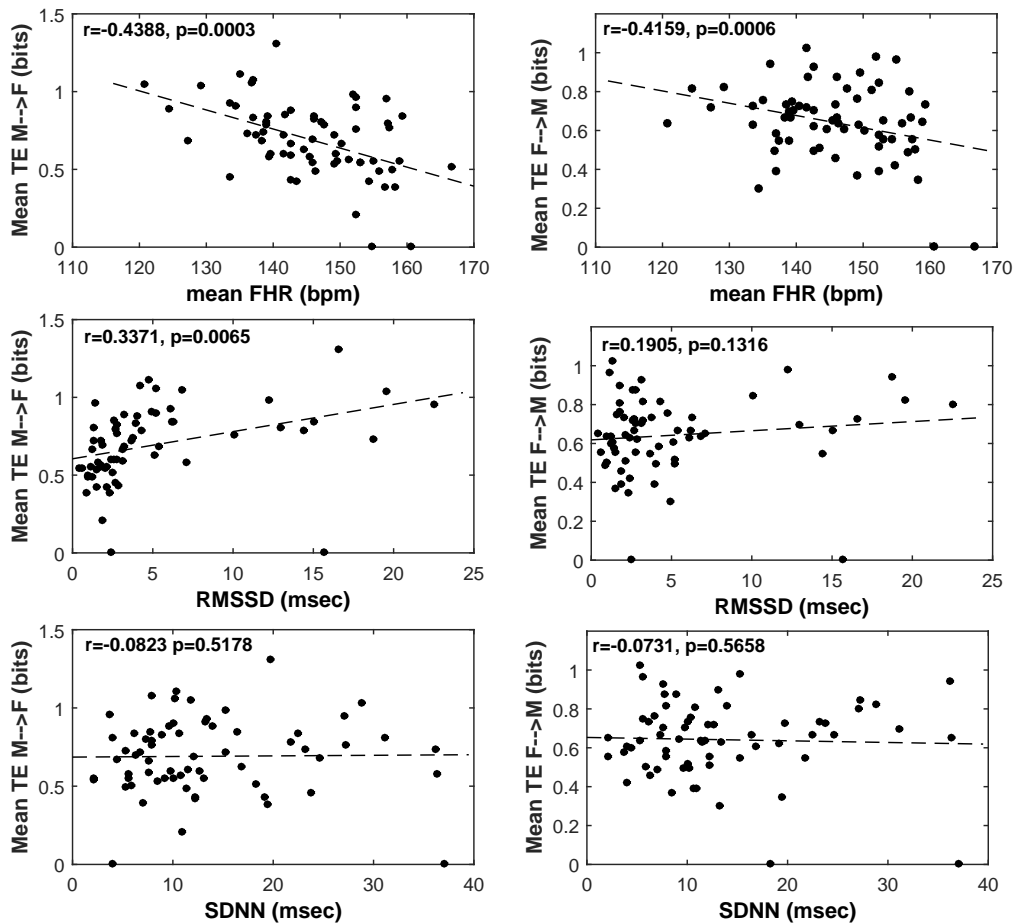 r=-0.4388, p=0.0003
Mean TE M-->F (bits)
1.5
1
0.5
0
110 120 130 140 150 160 170
mean FHR (bpm)
r=-0.4159, p=0.0006
Mean TE F-->M (bits)
1
0.8
0.6
0.4
0.2
0
110 120 130 140 150 160 170
mean FHR (bpm)
r=0.3371, p=0.0065
Mean TE M-->F (bits)
1.5
1
0.5
0
0 5 10 15 20 25
RMSSD (msec)
r=0.1905, p=0.1316
Mean TE F-->M (bits)
1
0.8
0.6
0.4
0.2
0
0 5 10 15 20 25
RMSSD (msec)
r=-0.0823 p=0.5178
Mean TE M-->F (bits)
1.5
1
0.5
0
0 10 20 30 40
SDNN (msec)
r=-0.0731, p=0.5658
Mean TE F-->M (bits)
1
0.8
0.6
0.4
0.2
0
0 10 20 30 40
SDNN (msec)